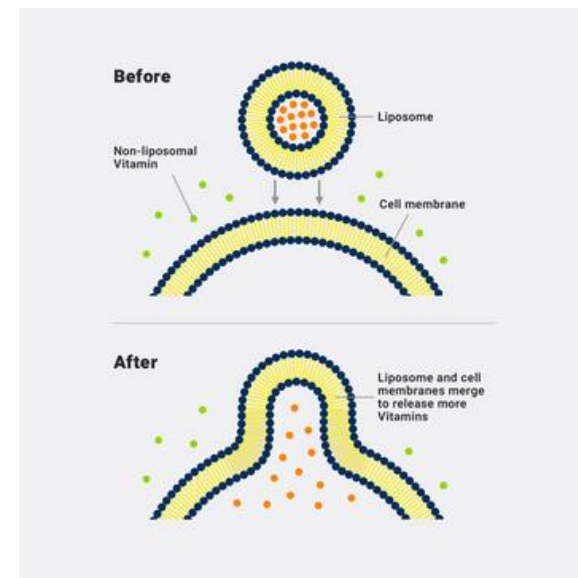 Before
Liposome
Non-liposomal
Vitamin
Cell membrane
After
Liposome and cell
membranes merge
to release more
Vitamins